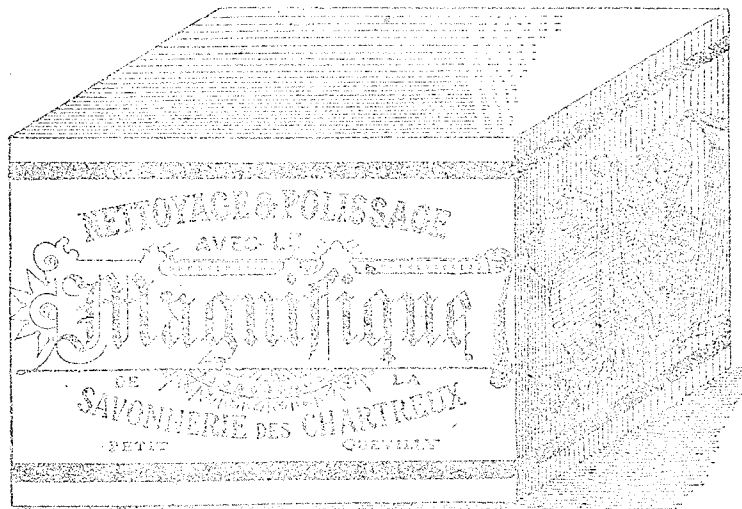 NETTOYAGE & POLISSAGE
AVEC LE
Magnifique
DE LA
SAVONNERIE DES CHARTREUX
PETIT QUEVILLY